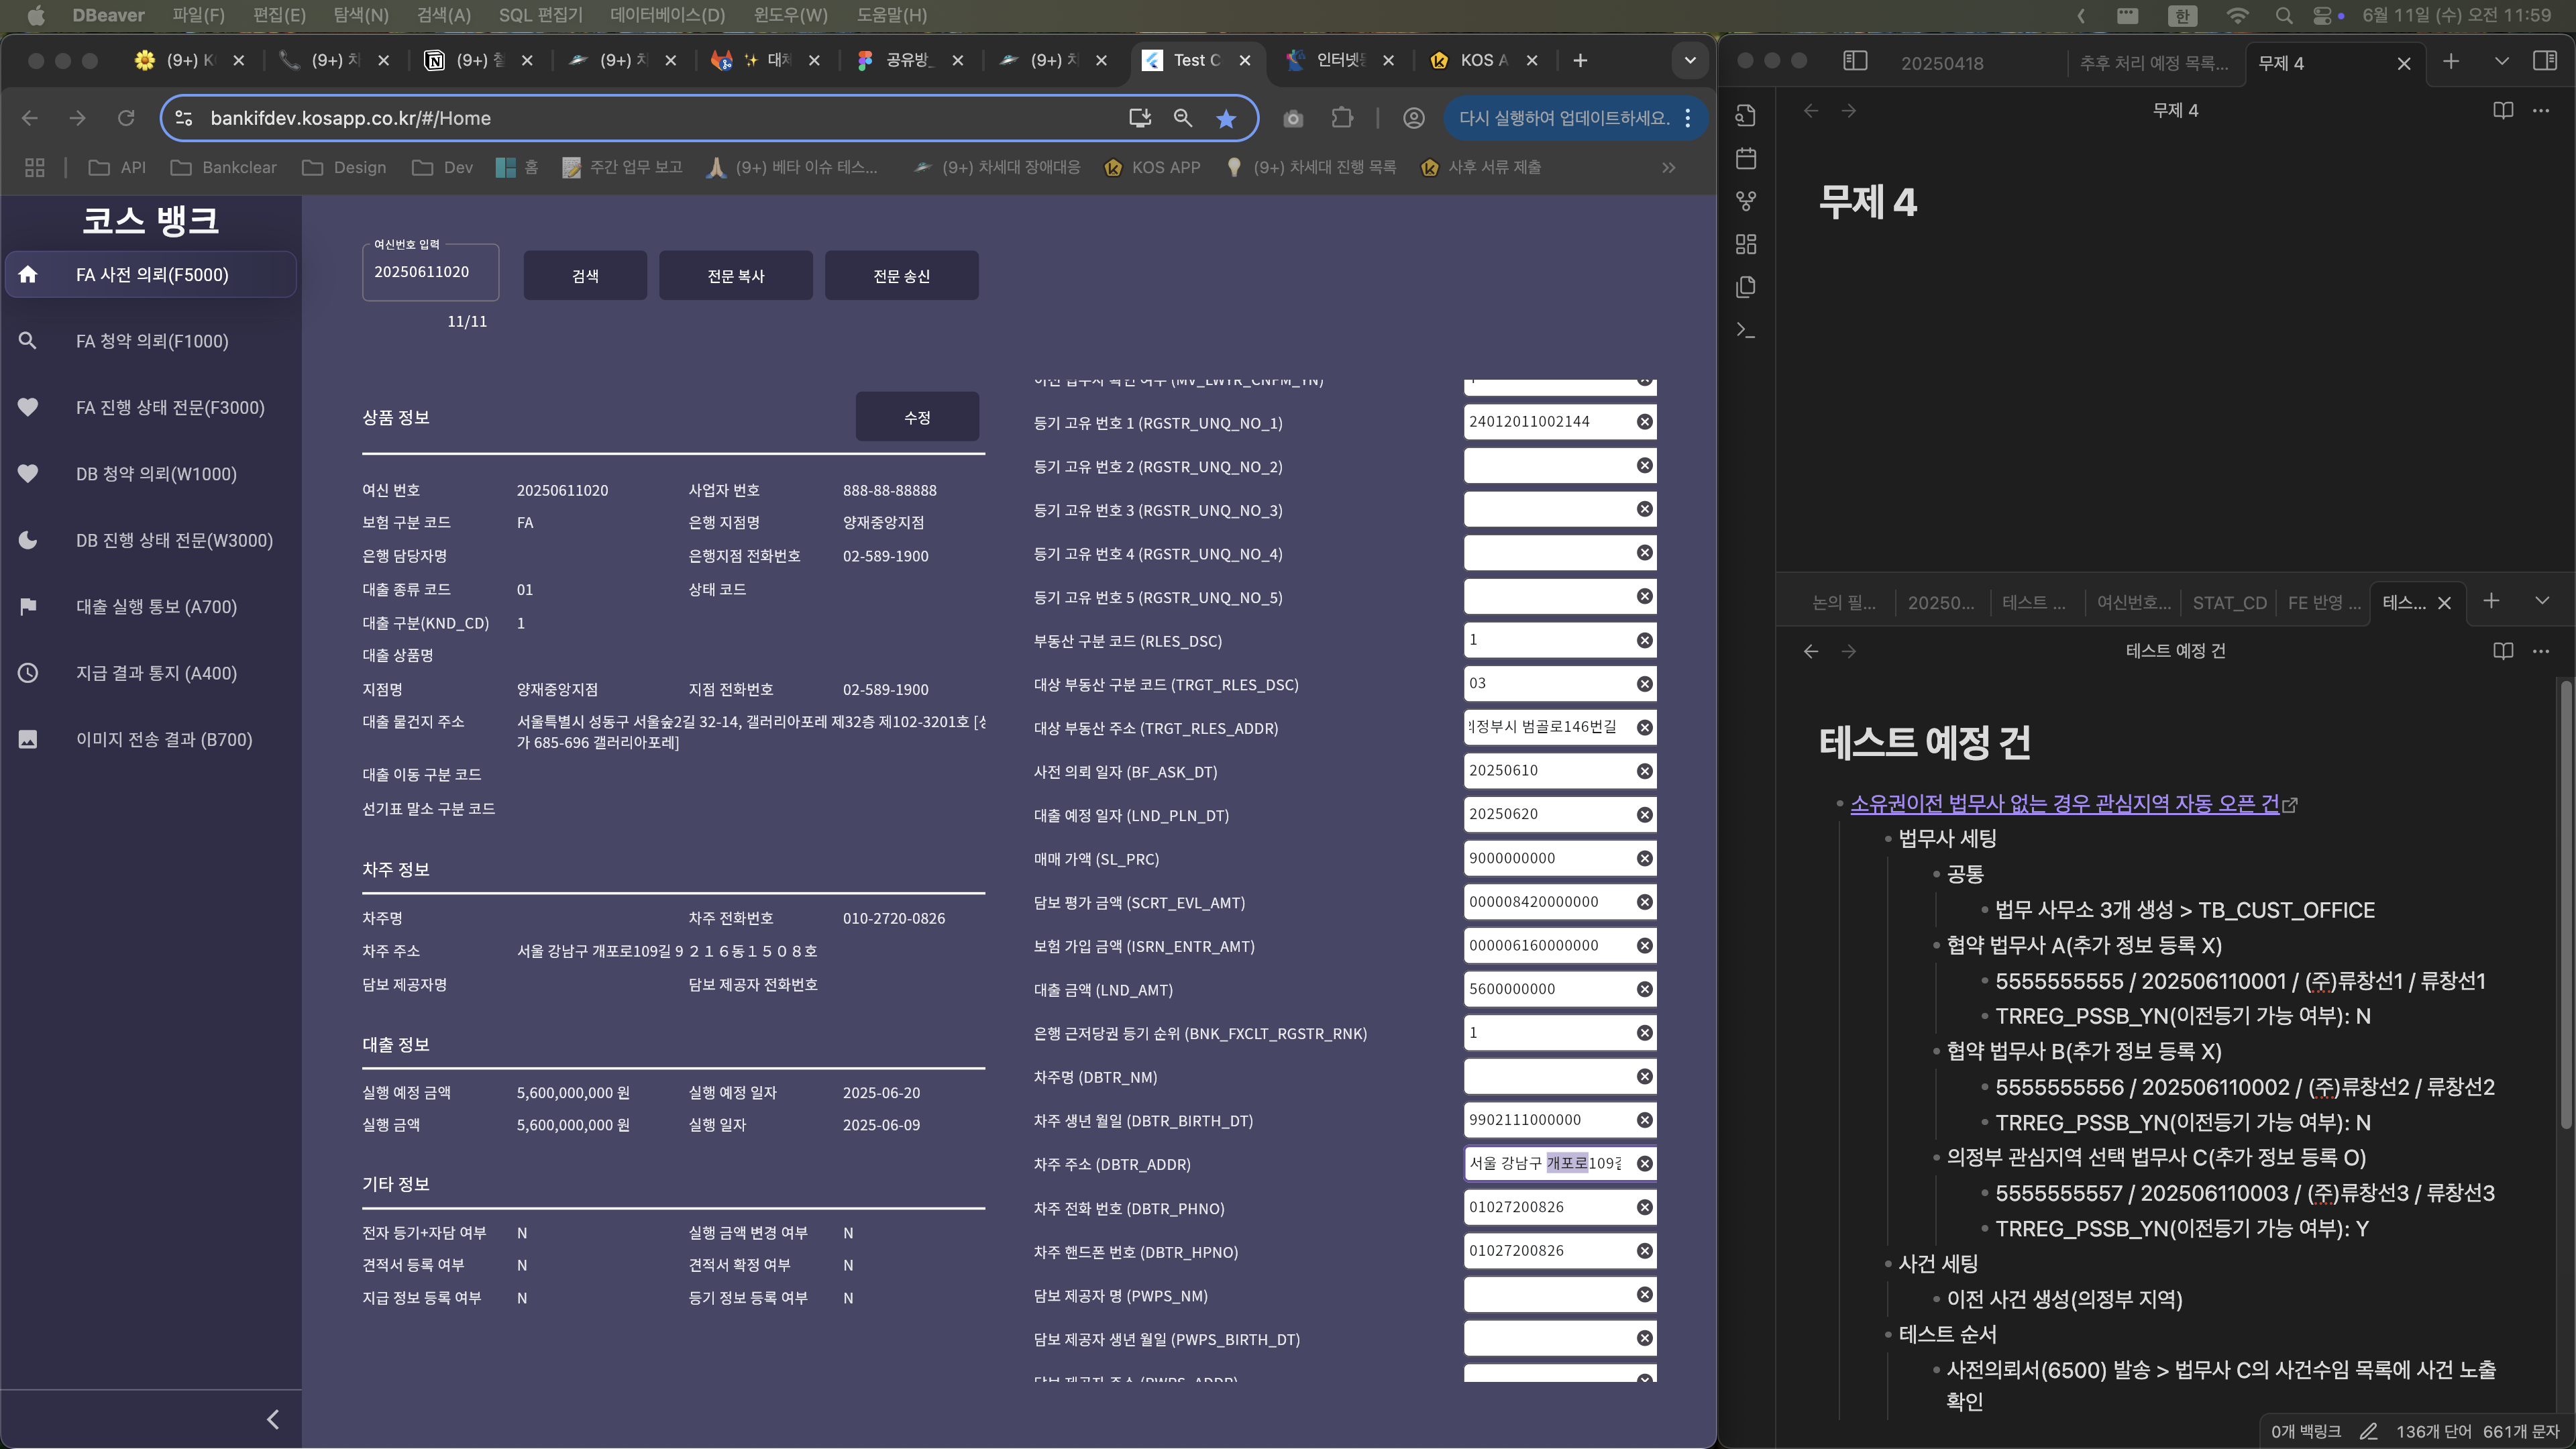 DBeaver 파일(F) 편집(E) 탐색(N) 검색(A) SQL 편집기 데이터베이스(D) 윈도우(W) 도움말(H) 한 6월 11일 (수) 오전 11:59
(9+) K (9+) 차 (9+) 철 (9+) 차 대처 공유방_ (9+) 차 Test C 인터넷등 KOS A
bankifdev.kosapp.co.kr/#/Home
다시 실행하여 업데이트하세요.
API Bankclear Design Dev 홈 주간 업무 보고 (9+) 베타 이슈 테스... (9+) 차세대 장애대응 KOS APP (9+) 차세대 진행 목록 사후 서류 제출
코스 뱅크
FA 사전 의뢰(F5000)
FA 청약 의뢰(F1000)
FA 진행 상태 전문(F3000)
DB 청약 의뢰(W1000)
DB 진행 상태 전문(W3000)
대출 실행 통보 (A700)
지급 결과 통지 (A400)
이미지 전송 결과 (B700)
여신번호 입력
20250611020
11/11
검색 전문 복사 전문 송신
상품 정보 수정
여신 번호 20250611020 사업자 번호 888-88-88888
보험 구분 코드 FA 은행 지점명 양재중앙지점
은행 담당자명 은행지점 전화번호 02-589-1900
대출 종류 코드 01 상태 코드
대출 구분(KND_CD) 1
대출 상품명
지점명 양재중앙지점 지점 전화번호 02-589-1900
대출 물건지 주소 서울특별시 성동구 서울숲2길 32-14, 갤러리아포레 제32층 제102-3201호 [성
가 685-696 갤러리아포레]
대출 이동 구분 코드
선기표 말소 구분 코드
차주 정보
차주명 차주 전화번호 010-2720-0826
차주 주소 서울 강남구 개포로109길 9 ２１６동１５０８호
담보 제공자명 담보 제공자 전화번호
대출 정보
실행 예정 금액 5,600,000,000 원 실행 예정 일자 2025-06-20
실행 금액 5,600,000,000 원 실행 일자 2025-06-09
기타 정보
전자 등기+자담 여부 N 실행 금액 변경 여부 N
견적서 등록 여부 N 견적서 확정 여부 N
지급 정보 등록 여부 N 등기 정보 등록 여부 N
이전 법무사 확인 여부 (MV_LWYR_CNFM_YN)
등기 고유 번호 1 (RGSTR_UNQ_NO_1) 24012011002144
등기 고유 번호 2 (RGSTR_UNQ_NO_2)
등기 고유 번호 3 (RGSTR_UNQ_NO_3)
등기 고유 번호 4 (RGSTR_UNQ_NO_4)
등기 고유 번호 5 (RGSTR_UNQ_NO_5)
부동산 구분 코드 (RLES_DSC) 1
대상 부동산 구분 코드 (TRGT_RLES_DSC) 03
대상 부동산 주소 (TRGT_RLES_ADDR) 의정부시 범골로146번길
사전 의뢰 일자 (BF_ASK_DT) 20250610
대출 예정 일자 (LND_PLN_DT) 20250620
매매 가액 (SL_PRC) 9000000000
담보 평가 금액 (SCRT_EVL_AMT) 000008420000000
보험 가입 금액 (ISRN_ENTR_AMT) 000006160000000
대출 금액 (LND_AMT) 5600000000
은행 근저당권 등기 순위 (BNK_FXCLT_RGSTR_RNK) 1
차주명 (DBTR_NM)
차주 생년 월일 (DBTR_BIRTH_DT) 9902111000000
차주 주소 (DBTR_ADDR) 서울 강남구 개포로109길
차주 전화 번호 (DBTR_PHNO) 01027200826
차주 핸드폰 번호 (DBTR_HPNO) 01027200826
담보 제공자 명 (PWPS_NM)
담보 제공자 생년 월일 (PWPS_BIRTH_DT)
담보 제공자 주소 (PWPS_ADDR)
20250418 추후 처리 예정 목록... 무제 4
무제 4
무제 4
논의 필... 20250... 테스트 ... 여신번호... STAT_CD FE 반영 ... 테스...
테스트 예정 건
테스트 예정 건
소유권이전 법무사 없는 경우 관심지역 자동 오픈 건
법무사 세팅
공통
법무 사무소 3개 생성 > TB_CUST_OFFICE
협약 법무사 A(추가 정보 등록 X)
5555555555 / 202506110001 / (주)류창선1 / 류창선1
TRREG_PSSB_YN(이전등기 가능 여부): N
협약 법무사 B(추가 정보 등록 X)
5555555556 / 202506110002 / (주)류창선2 / 류창선2
TRREG_PSSB_YN(이전등기 가능 여부): N
의정부 관심지역 선택 법무사 C(추가 정보 등록 O)
5555555557 / 202506110003 / (주)류창선3 / 류창선3
TRREG_PSSB_YN(이전등기 가능 여부): Y
사건 세팅
이전 사건 생성(의정부 지역)
테스트 순서
사전의뢰서(6500) 발송 > 법무사 C의 사건수임 목록에 사건 노출
확인
0개 백링크 136개 단어 661개 문자